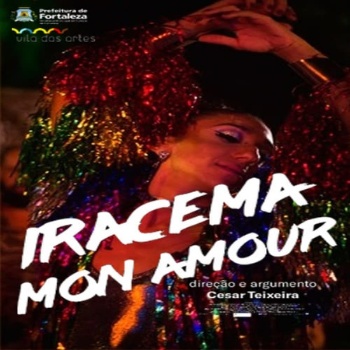 Prefeitura de
Fortaleza
vila das artes
IRACEMA
MON AMOUR
direção e argumento
Cesar Teixeira